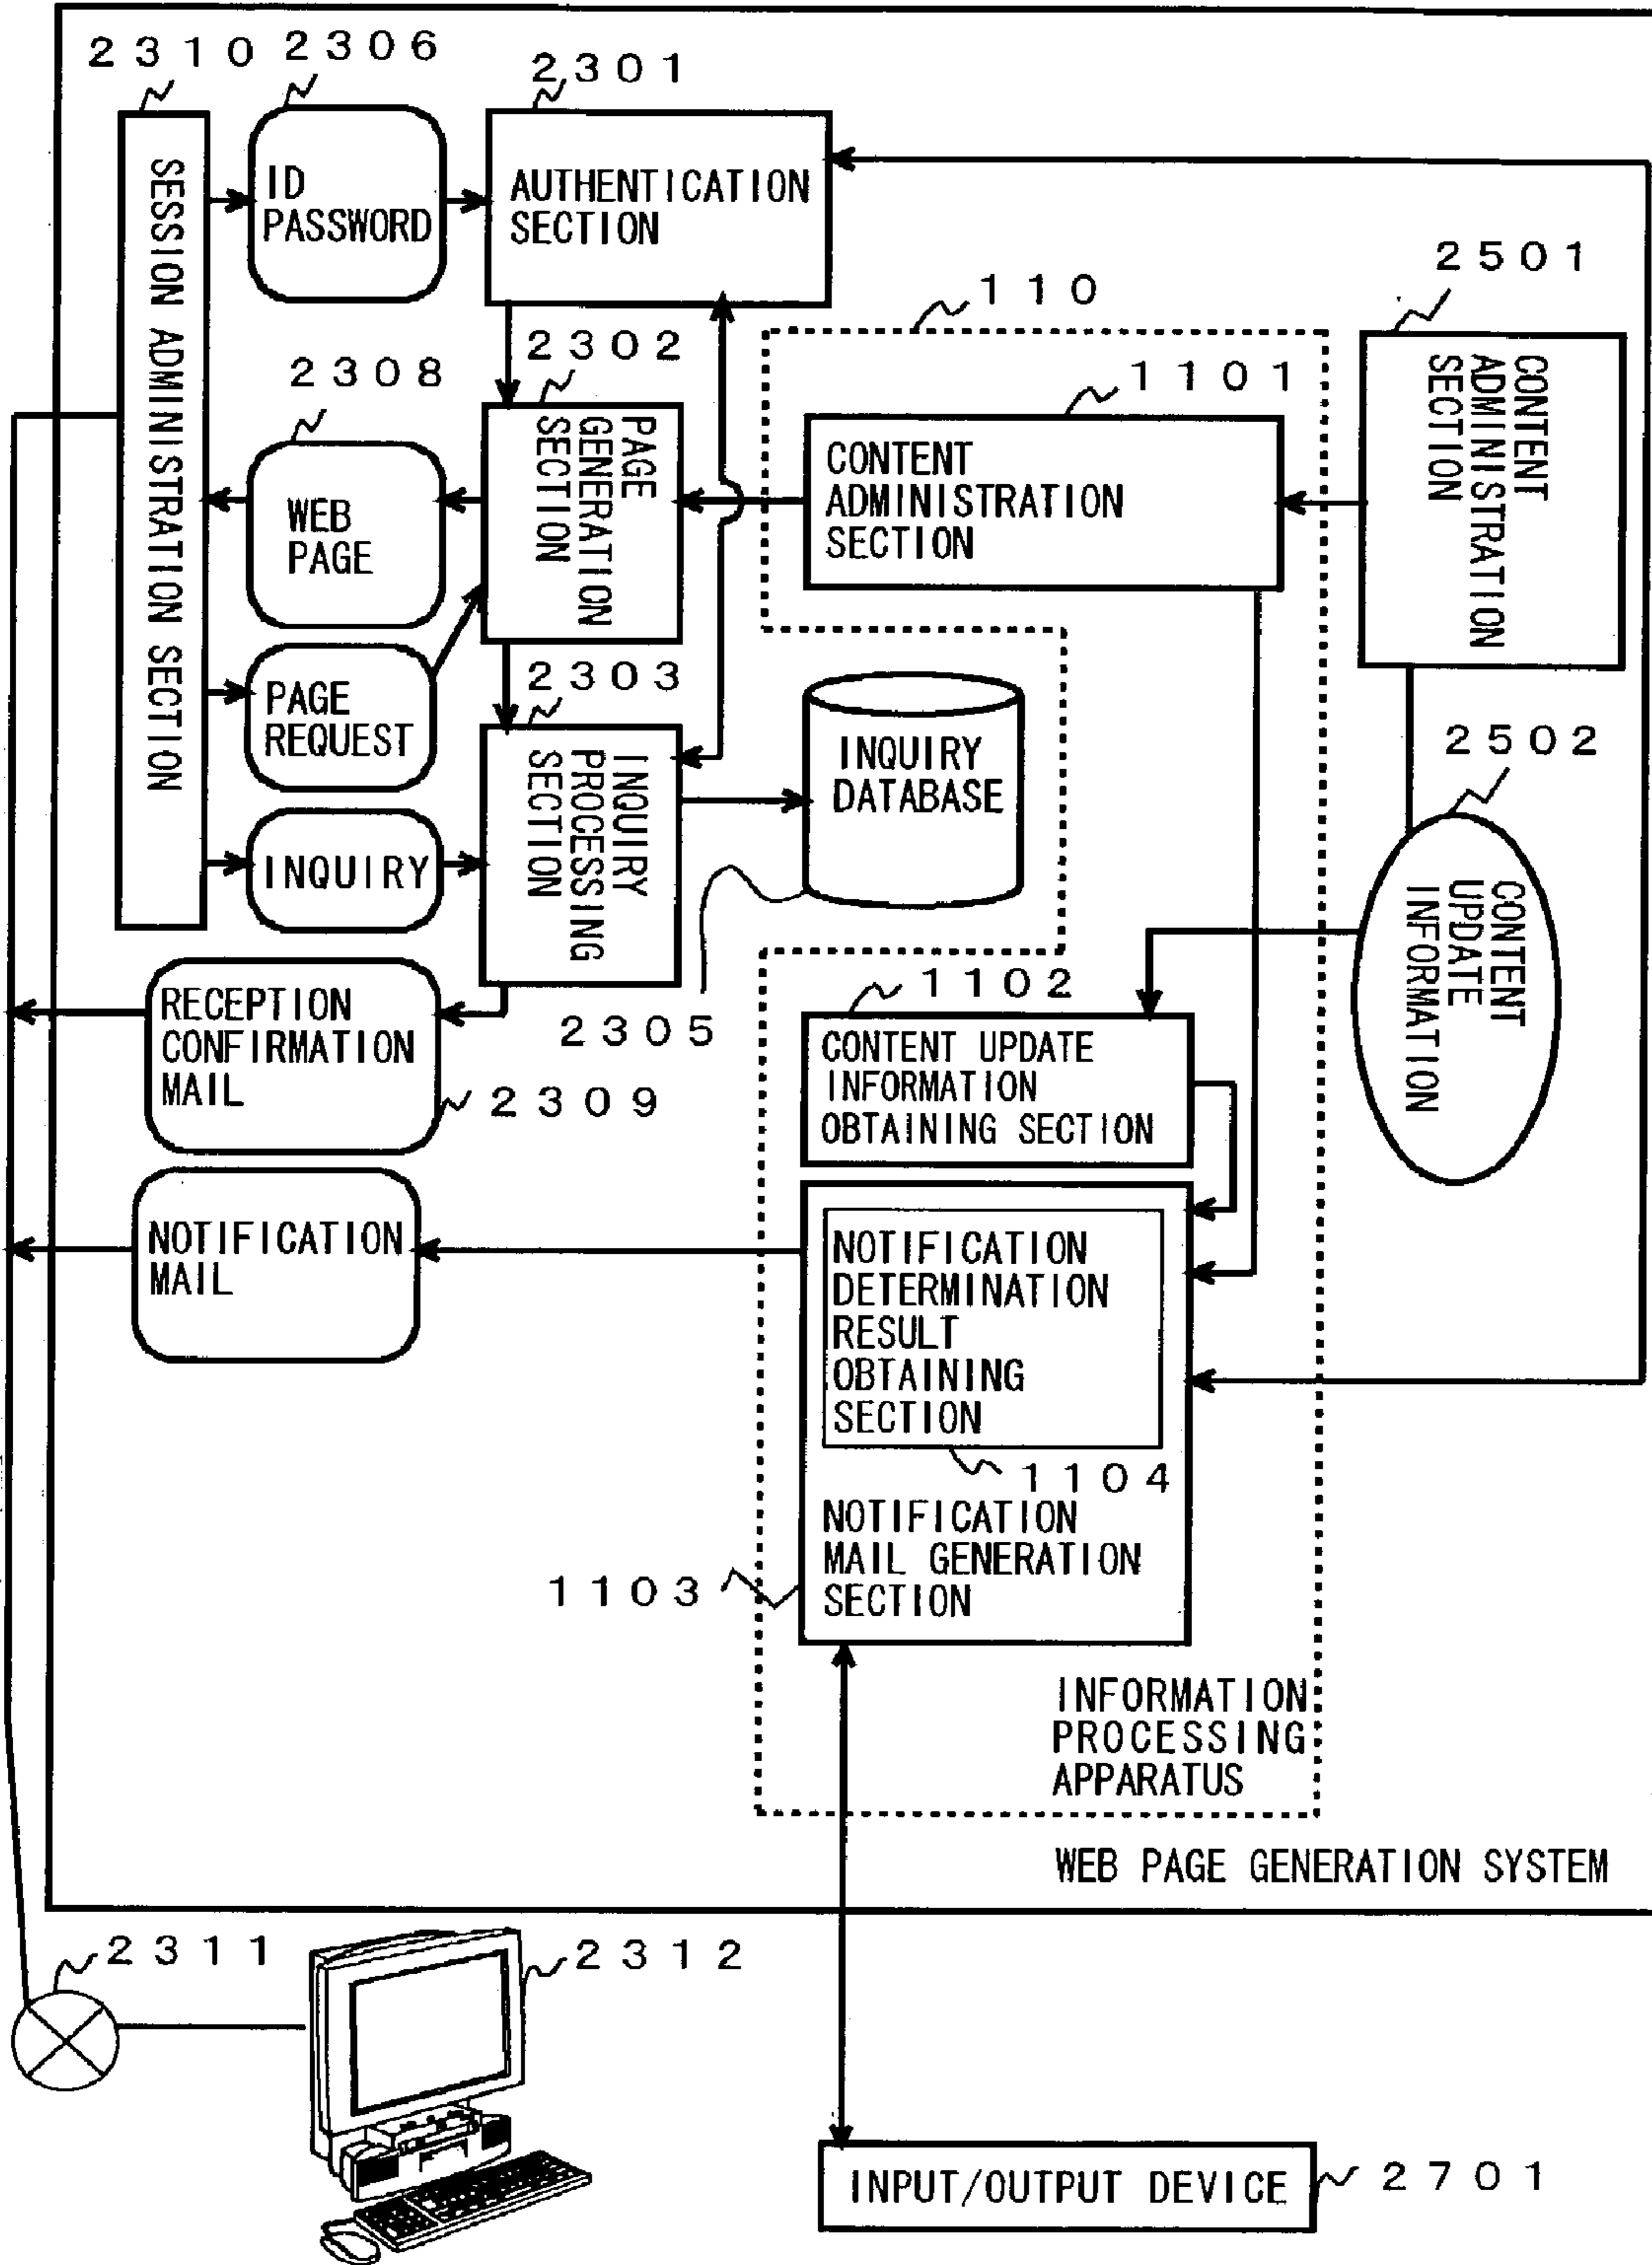 2310
2306
2301
SESSION ADMINISTRATION SECTION
ID
PASSWORD
AUTHENTICATION
SECTION
2501
110
2302
2308
1101
CONTENT
ADMINISTRATION
SECTION
PAGE
GENERATION
SECTION
CONTENT
ADMINISTRATION
SECTION
WEB
PAGE
2303
PAGE
REQUEST
2502
INQUIRY
DATABASE
INQUIRY
PROCESSING
SECTION
INQUIRY
CONTENT
UPDATE
INFORMATION
1102
RECEPTION
CONFIRMATION
MAIL
2305
CONTENT UPDATE
INFORMATION
OBTAINING SECTION
2309
NOTIFICATION
MAIL
NOTIFICATION
DETERMINATION
RESULT
OBTAINING
SECTION
1104
NOTIFICATION
MAIL GENERATION
SECTION
1103
INFORMATION
PROCESSING
APPARATUS
WEB PAGE GENERATION SYSTEM
2311
2312
INPUT/OUTPUT DEVICE
2701